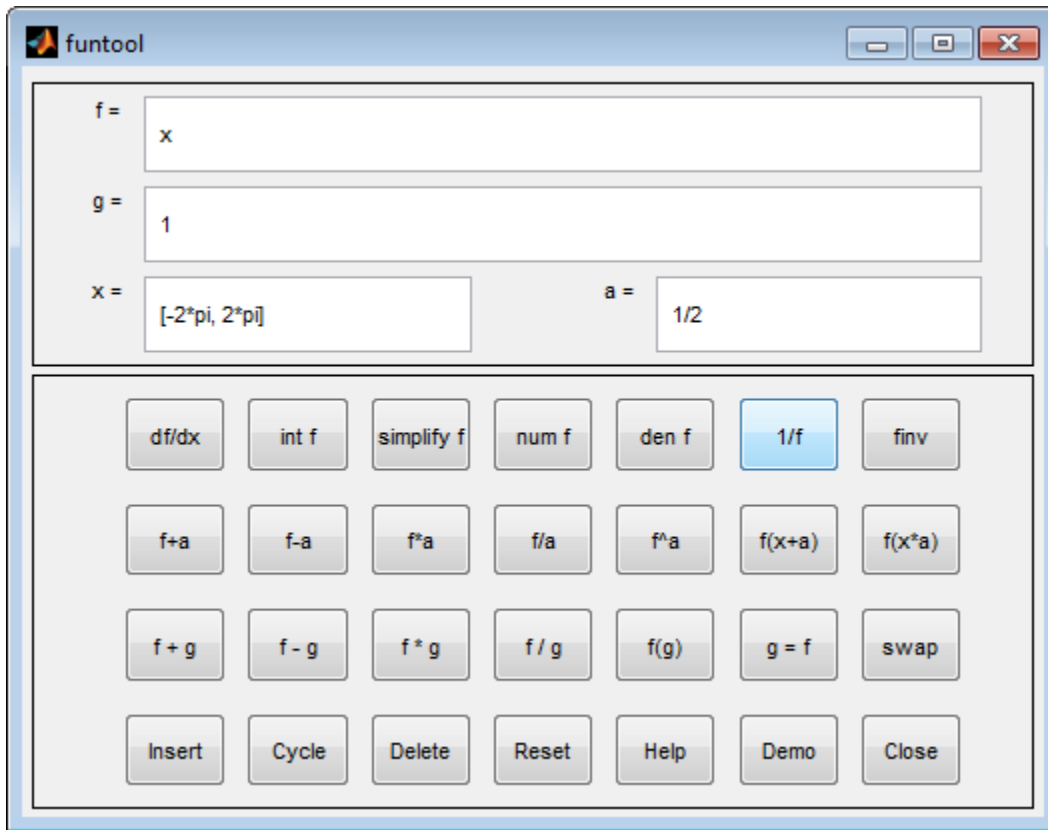 funtool
f =
x
g =
1
x =
[-2*pi, 2*pi]
a =
1/2
df/dx int f simplify f num f den f 1/f finv
f+a f-a f*a f/a f^a f(x+a) f(x*a)
f + g f - g f * g f / g f(g) g = f swap
Insert Cycle Delete Reset Help Demo Close